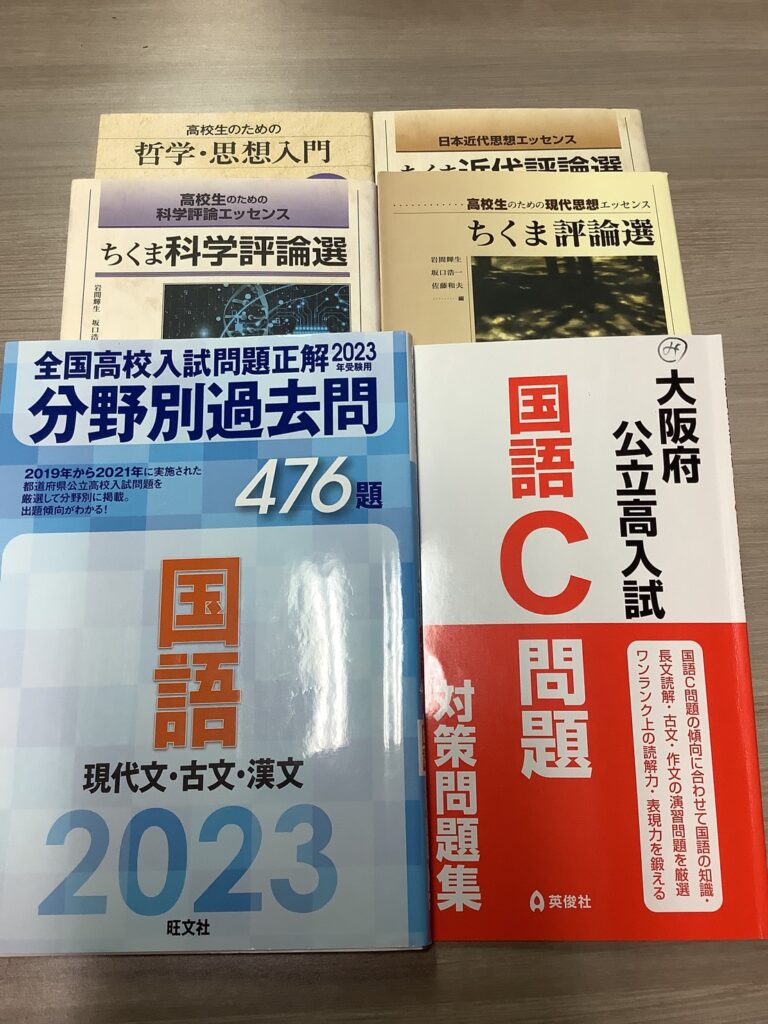 高校生のための
哲学・思想入門
日本近代思想エッセンス
ちくま近代評論選
高校生のための
科学評論エッセンス
ちくま科学評論選
岩間輝生
坂口浩
高校生のための現代思想エッセンス
ちくま評論選
岩間輝生
坂口浩一
佐藤和夫
編
全国高校入試問題正解
2023
年受験用
分野別過去問
2019年から2021年に実施された
都道府県公立高校入試問題を
厳選して分野別に掲載。
出題傾向がわかる!
476題
国語
現代文・古文・漢文
2023
旺文社
大阪府
公立高入試
国語C問題
対策問題集
国語C問題の傾向に合わせて国語の知識・
長文読解・古文・作文の演習問題を厳選
ワンランク上の読解力・表現力を鍛える
英俊社